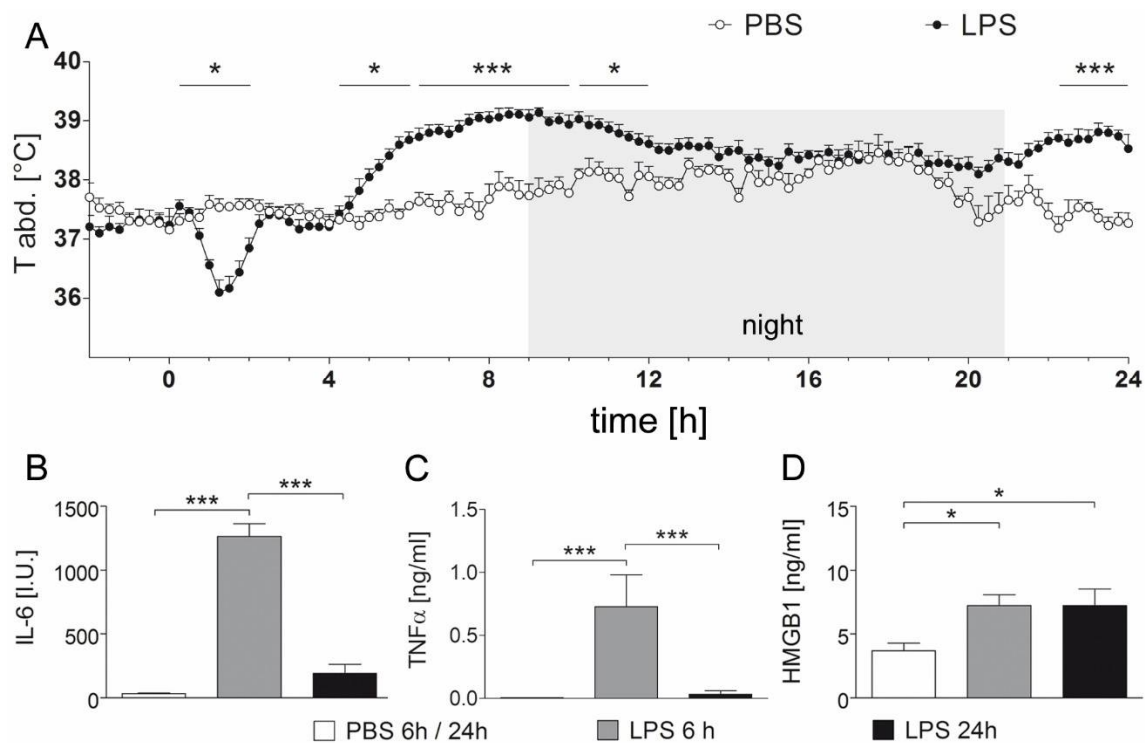 A
PBS LPS
* * *** * ***
40
39
38
37
36
T abd. [°C]
night
0 4 8 12 16 20 24
time [h]
B
*** ***
1500
1000
500
0
IL-6 [I.U.]
C
*** ***
1.5
1.0
0.5
0.0
TNFα [ng/ml]
D
*
*
15
10
5
0
HMGB1 [ng/ml]
PBS 6h / 24h LPS 6 h LPS 24h